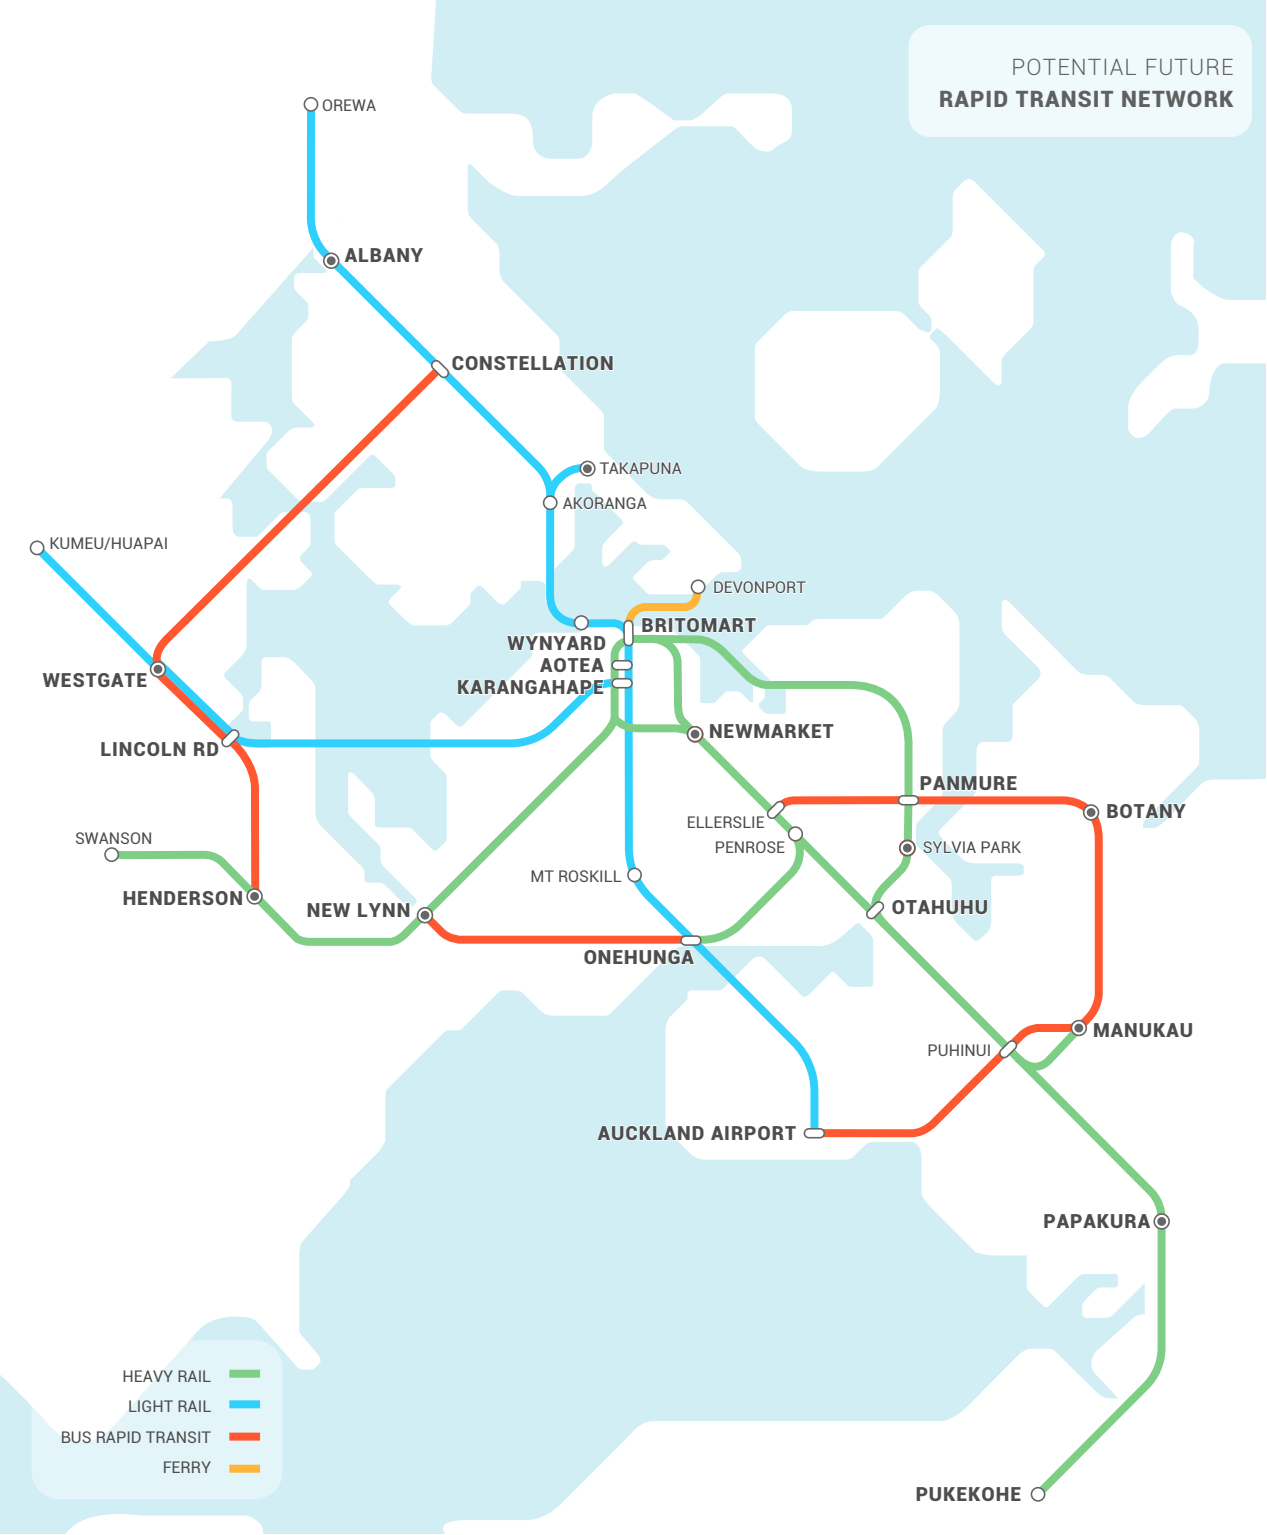 POTENTIAL FUTURE
RAPID TRANSIT NETWORK
OREWA
ALBANY
CONSTELLATION
TAKAPUNA
AKORANGA
KUMEU/HUAPAI
DEVONPORT
BRITOMART
WYNYARD
AOTEA
KARANGAHAPE
WESTGATE
NEWMARKET
LINCOLN RD
PANMURE
BOTANY
ELLERSLIE
SWANSON
PENROSE
SYLVIA PARK
MT ROSKILL
HENDERSON
NEW LYNN
OTAHUHU
ONEHUNGA
MANUKAU
PUHINUI
AUCKLAND AIRPORT
PAPAKURA
HEAVY RAIL
LIGHT RAIL
BUS RAPID TRANSIT
FERRY
PUKEKOHE